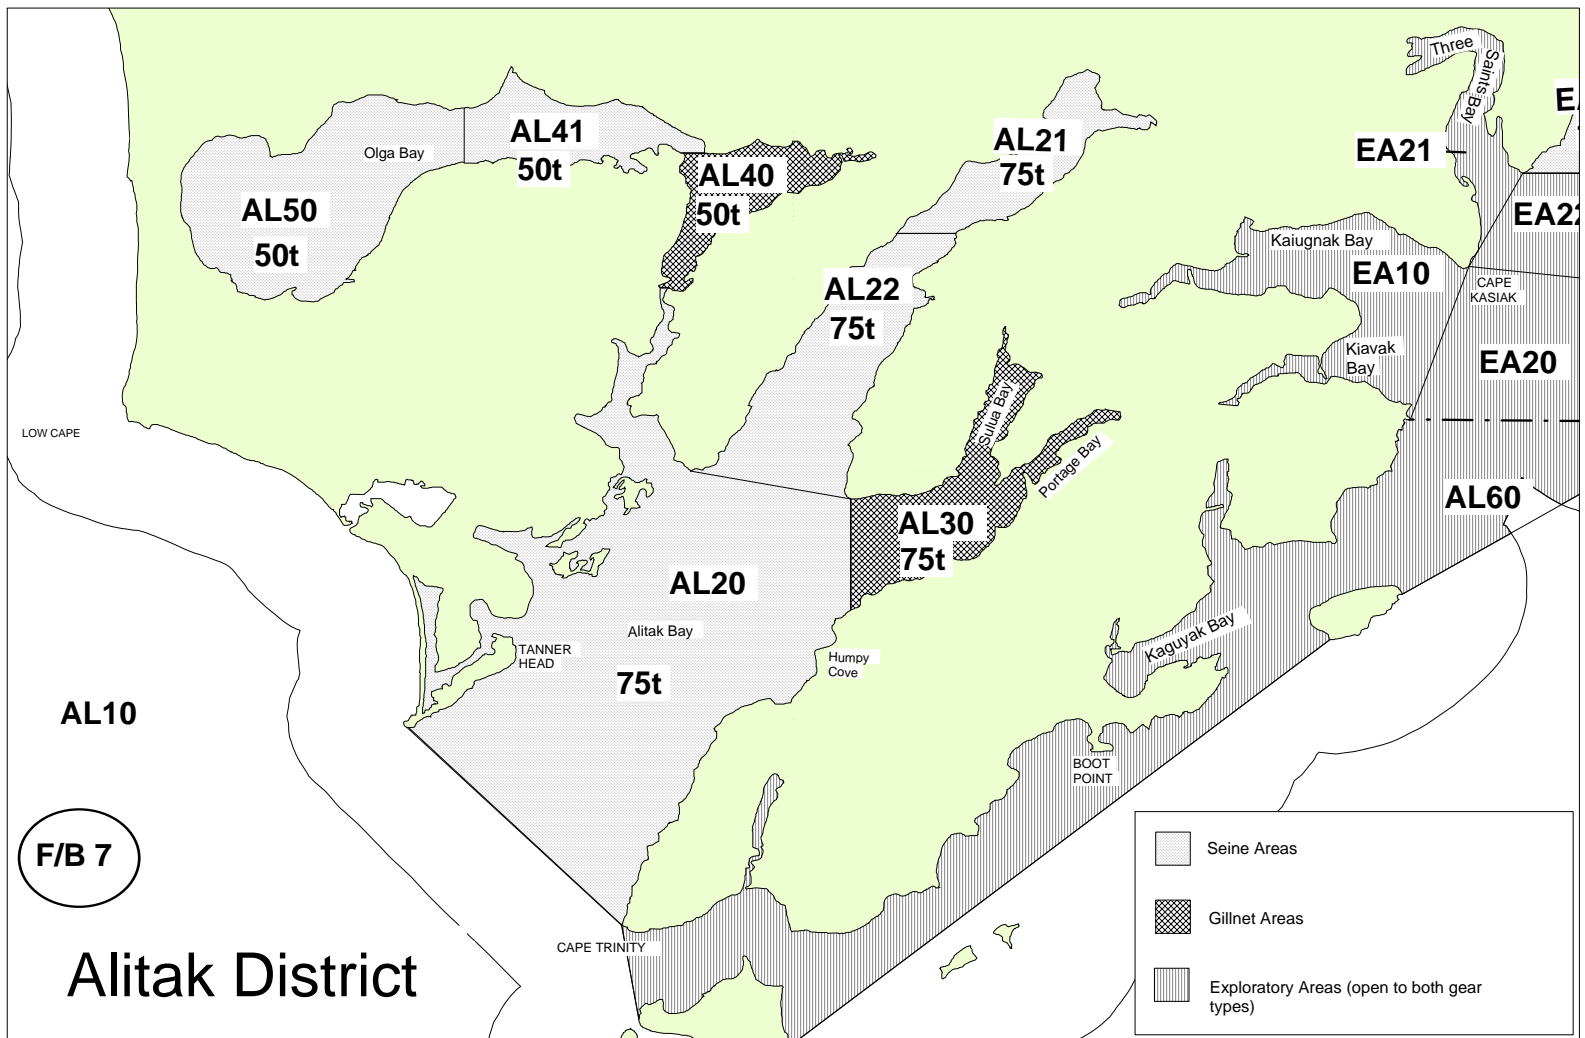 Three
Saints Bay
AL41
50t
Olga Bay
AL21
75t
EA21
AL40
50t
AL50
50t
EA22
Kaiugnak Bay
EA10
CAPE
KASIAK
AL22
75t
Kiavak
Bay
EA20
Sulua Bay
LOW CAPE
Portage Bay
AL60
AL30
75t
AL20
Alitak Bay
75t
TANNER
HEAD
Humpy
Cove
Kaguyak Bay
AL10
BOOT
POINT
F/B 7
Seine Areas
Gillnet Areas
CAPE TRINITY
Alitak District
Exploratory Areas (open to both gear
types)